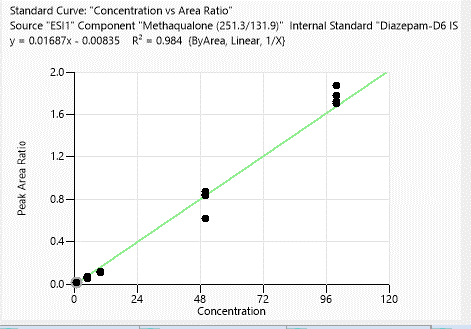 Standard Curve: "Concentration vs Area Ratio"
Source "ESI1" Component "Methaqualone (251.3/131.9)" Internal Standard "Diazepam-D6 IS
y = 0.01687x - 0.00835 R² = 0.984 {ByArea, Linear, 1/X}
2.0
1.6
1.2
0.8
0.4
0.0
Peak Area Ratio
0 24 48 72 96 120
Concentration